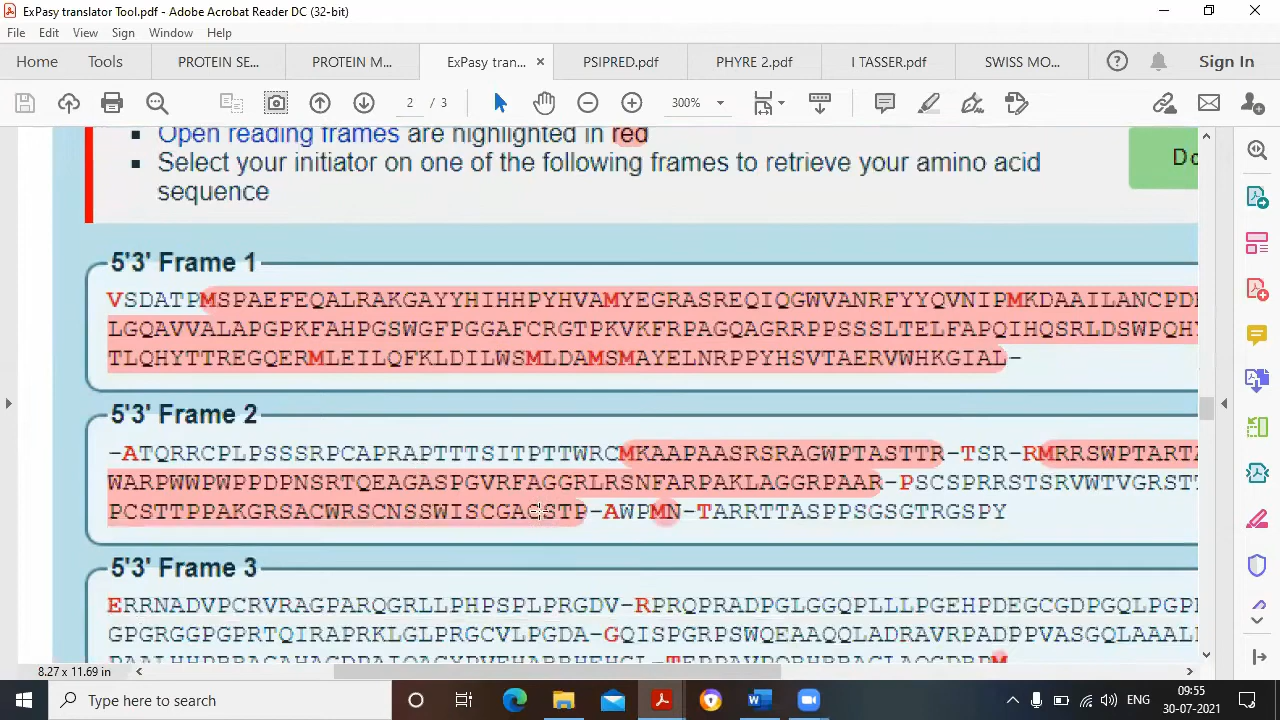 ExPasy translator Tool.pdf - Adobe Acrobat Reader DC (32-bit)
File Edit View Sign Window Help
Home Tools PROTEIN SE... PROTEIN M... ExPasy tran... × PSIPRED.pdf PHYRE 2.pdf I TASSER.pdf SWISS MO... Sign In
2 / 3 300%
Open reading frames are highlighted in red
Select your initiator on one of the following frames to retrieve your amino acid
sequence
Do
5'3' Frame 1
VSDATPMSPAEFEQALRAKGAYYHIHHPYHVAMYEGRASREQIQGWVANRFYYQVNIPMKDAAILANCPD
LGQAVVALAPGPKFAHPGSWGFPGGAFCRGTPKVKFRPAGQAGRRPPSSSLTELFAPQIHQSRLDSWPQH
TLQHYTTREGQERMLEILQFKLDILWSMLDAMSMAYELNRPPYHSVTAERVWHKGIAL-
5'3' Frame 2
-ATQRRCPLPSSSRPCAPRAPTTTSITPTTWRCMKAAPAASRSRAGWPTASTTR-TSR-RMRRSWPTART
WARPWWPWPPDPNSRTQEAGASPGVRFAGGRLRSNFARPAKLAGGRPAAR-PSCSPRRSTSRVWTVGRST
PCSTTPPAKGRSACWRSCNSSWISCGAGSTP-AWPMN-TARRTTASPPSGSGTRGSPY
5'3' Frame 3
ERRNADVPCRVRAGPARQGRLLPHPSPLPRGDV-RPRQPRADPGLGGQPLLLPGEHPDEGCGDPGQLPGP
GPGRGGPGPRTQIRAPRKLGLPRGCVLPGDA-GQISPGRPSWQEAAQQLADRAVRPADPPVASGQLAAAL
8.27 x 11.69 in
Type here to search
ENG
09:55
30-07-2021